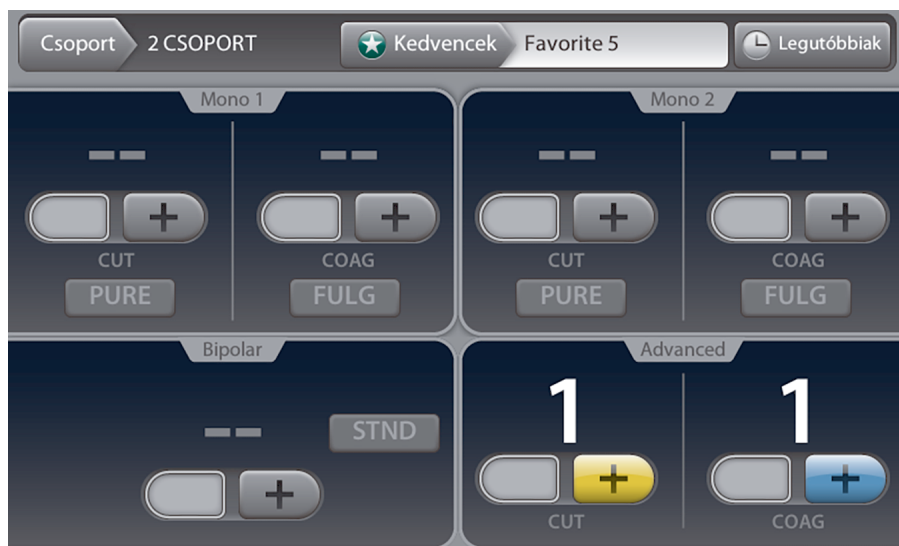 Csoport 2 CSOPORT Kedvencek Favorite 5 Legutóbbiak
Mono 1 Mono 2
-- -- -- --
+ + + +
CUT COAG CUT COAG
PURE FULG PURE FULG
Bipolar Advanced
-- STND 1 1
+ + +
CUT COAG